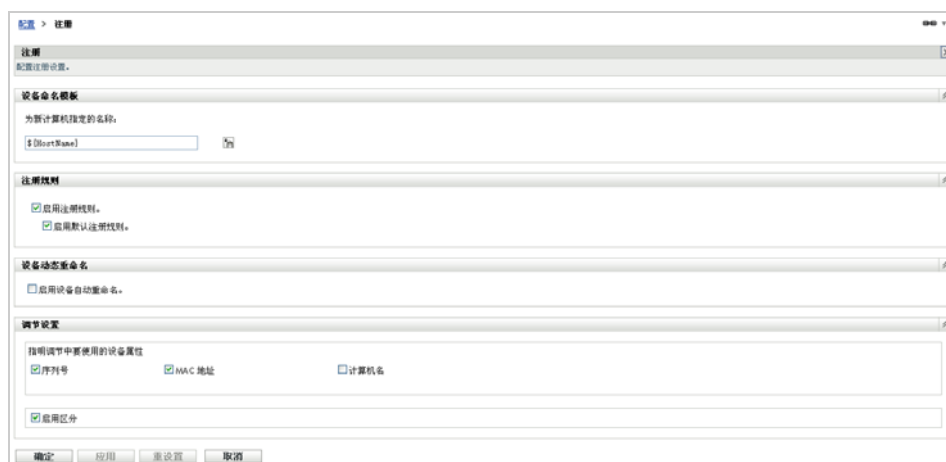 配置 > 注册
注册
配置注册设置。
设备命名模板
为新计算机指定的名称:
${HostName}
注册规则
启用注册规则。
启用默认注册规则。
设备动态重命名
启用设备自动重命名。
调节设置
指明调节中要使用的设备属性
序列号 MAC 地址 计算机名
启用区分
确定 应用 重设置 取消